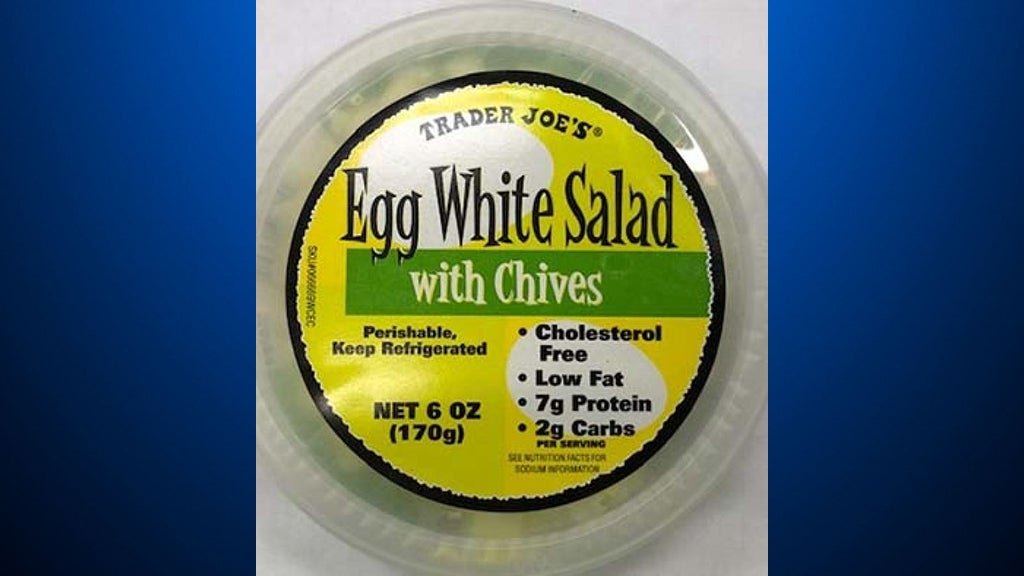 TRADER JOE'S®
Egg White Salad
with Chives
Perishable,
Keep Refrigerated
NET 6 OZ
(170g)
• Cholesterol
Free
• Low Fat
• 7g Protein
• 2g Carbs
PER SERVING
SEE NUTRITION FACTS FOR
SODIUM INFORMATION